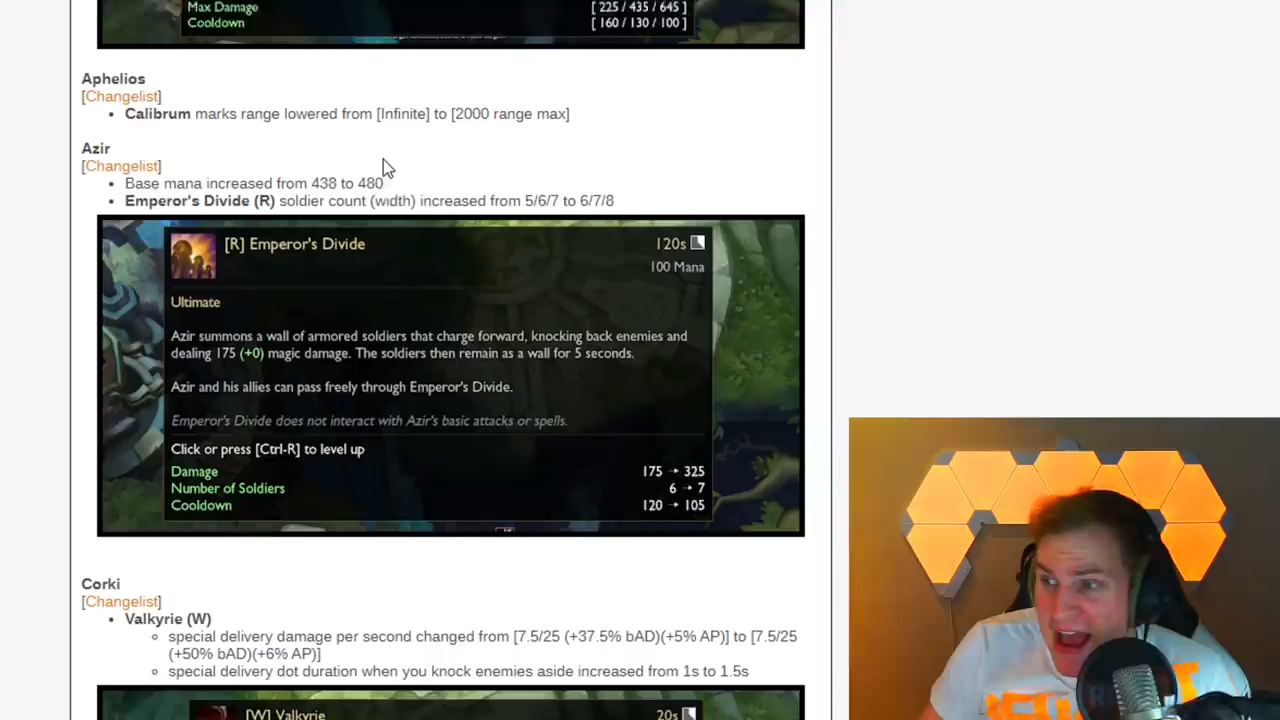 Max Damage [ 225 / 435 / 645 ]
Cooldown [ 160 / 130 / 100 ]
Aphelios
[Changelist]
• Calibrum marks range lowered from [Infinite] to [2000 range max]
Azir
[Changelist]
• Base mana increased from 438 to 480
• Emperor's Divide (R) soldier count (width) increased from 5/6/7 to 6/7/8
[R] Emperor's Divide 120s
100 Mana
Ultimate
Azir summons a wall of armored soldiers that charge forward, knocking back enemies and
dealing 175 (+0) magic damage. The soldiers then remain as a wall for 5 seconds.
Azir and his allies can pass freely through Emperor's Divide.
Emperor's Divide does not interact with Azir's basic attacks or spells.
Click or press [Ctrl-R] to level up
Damage 175 → 325
Number of Soldiers 6 → 7
Cooldown 120 → 105
Corki
[Changelist]
• Valkyrie (W)
○ special delivery damage per second changed from [7.5/25 (+37.5% bAD)(+5% AP)] to [7.5/25
(+50% bAD)(+6% AP)]
○ special delivery dot duration when you knock enemies aside increased from 1s to 1.5s
[W] Valkyrie 20s